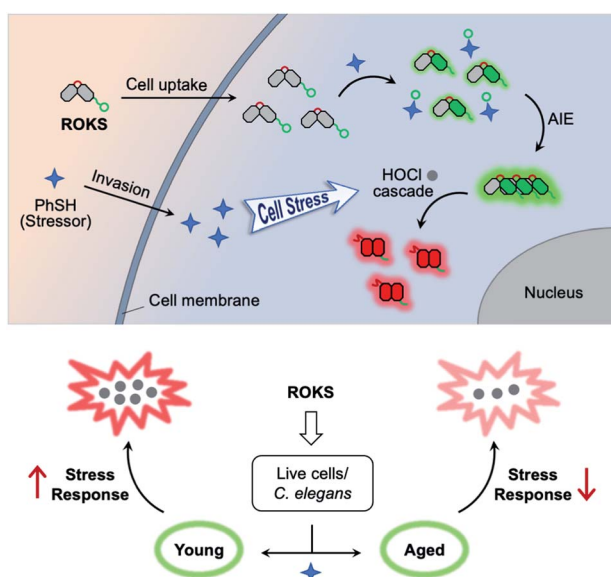 Cell uptake
ROKS
AIE
Invasion
PhSH
(Stressor)
Cell Stress
HOCl
cascade
Cell membrane
Nucleus
ROKS
Stress
Response
Live cells/
C. elegans
Stress
Response
Young
Aged